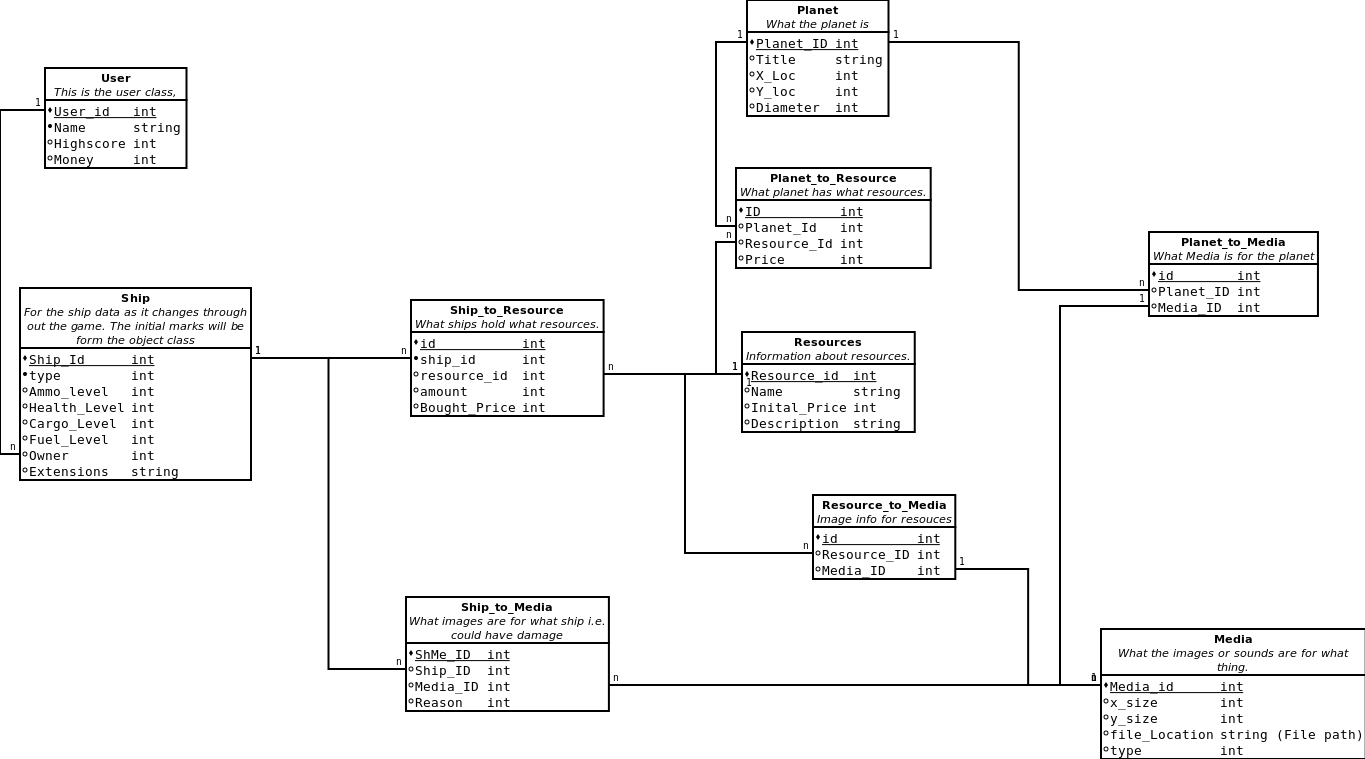 User
This is the user class,
User_id int
Name string
Highscore int
Money int
1
Planet
What the planet is
Planet_ID int
Title string
X_Loc int
Y_loc int
Diameter int
1
1
Planet_to_Resource
What planet has what resources.
ID int
Planet_Id int
Resource_Id int
Price int
n
n
Planet_to_Media
What Media is for the planet
id int
Planet_ID int
Media_ID int
n
1
Ship
For the ship data as it changes through
out the game. The initial marks will be
form the object class
Ship_Id int
type int
Ammo_level int
Health_Level int
Cargo_Level int
Fuel_Level int
Owner int
Extensions string
1
n
Ship_to_Resource
What ships hold what resources.
id int
ship_id int
resource_id int
amount int
Bought_Price int
n
n
Resources
Information about resources.
Resource_id int
Name string
Inital_Price int
Description string
1
1
Resource_to_Media
Image info for resouces
id int
Resource_ID int
Media_ID int
n
1
Ship_to_Media
What images are for what ship i.e.
could have damage
ShMe_ID int
Ship_ID int
Media_ID int
Reason int
n
n
Media
What the images or sounds are for what
thing.
Media_id int
x_size int
y_size int
file_Location string (File path)
type int